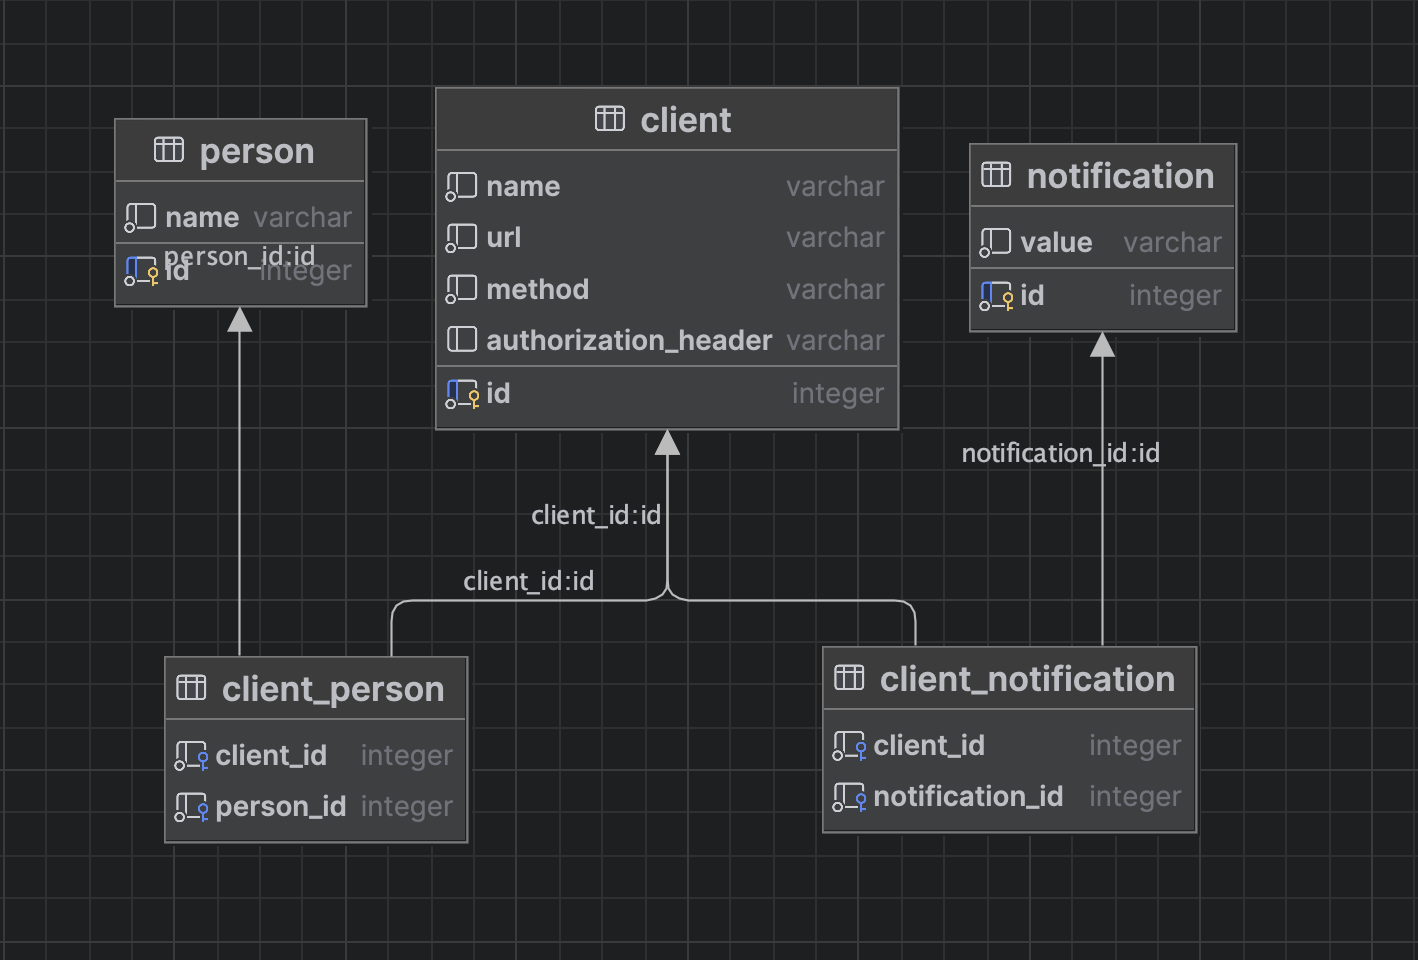 person
name varchar
person_id:id
id integer
client
name varchar
url varchar
method varchar
authorization_header varchar
id integer
notification
value varchar
id integer
notification_id:id
client_id:id
client_id:id
client_person
client_id integer
person_id integer
client_notification
client_id integer
notification_id integer